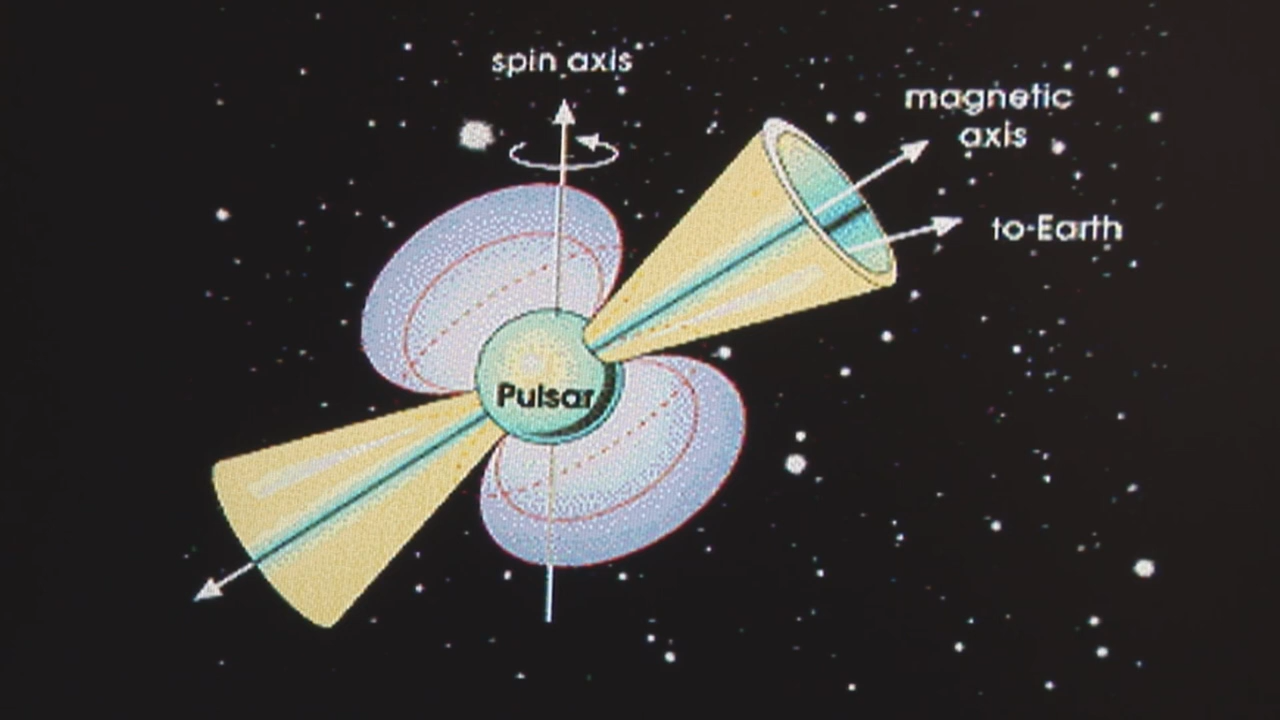 spin axis
magnetic
axis
to Earth
Pulsar